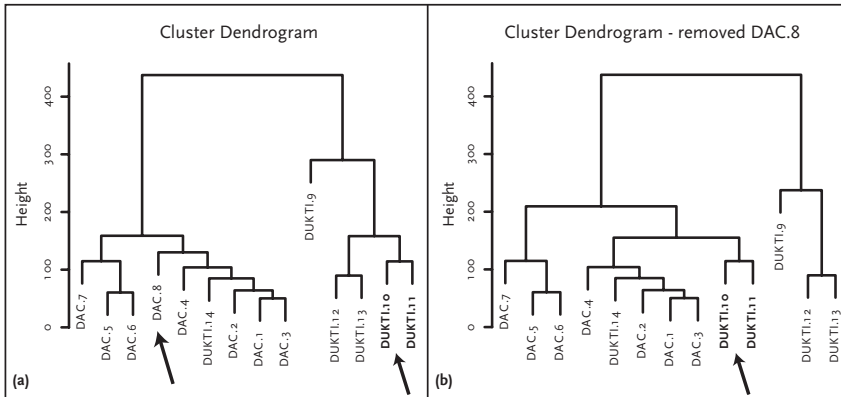 Cluster Dendrogram
Height
400
300
200
100
0
DAC.7
DAC.5
DAC.6
DAC.8
DAC.4
DUKTI.14
DAC.2
DAC.1
DAC.3
DUKTI.9
DUKTI.12
DUKTI.13
DUKTI.10
DUKTI.11
(a)
Cluster Dendrogram - removed DAC.8
Height
400
300
200
100
0
DAC.7
DAC.5
DAC.6
DAC.4
DUKTI.14
DAC.2
DAC.1
DAC.3
DUKTI.10
DUKTI.11
DUKTI.9
DUKTI.12
DUKTI.13
(b)